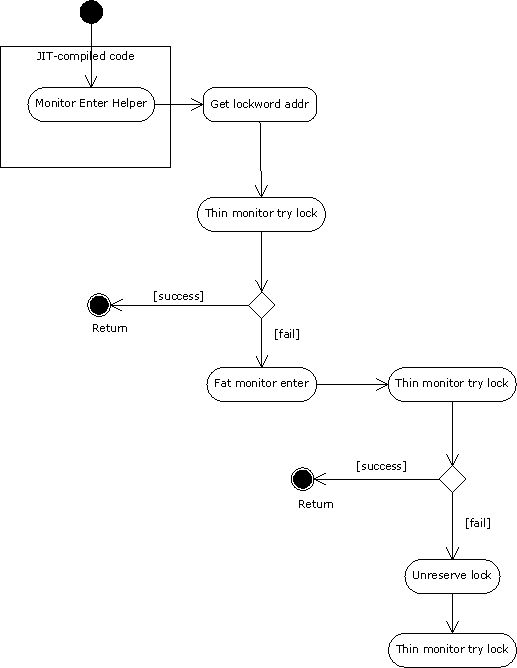 JIT-compiled code
Monitor Enter Helper
Get lockword addr
Thin monitor try lock
[success]
Return
[fail]
Fat monitor enter
Thin monitor try lock
[success]
Return
[fail]
Unreserve lock
Thin monitor try lock